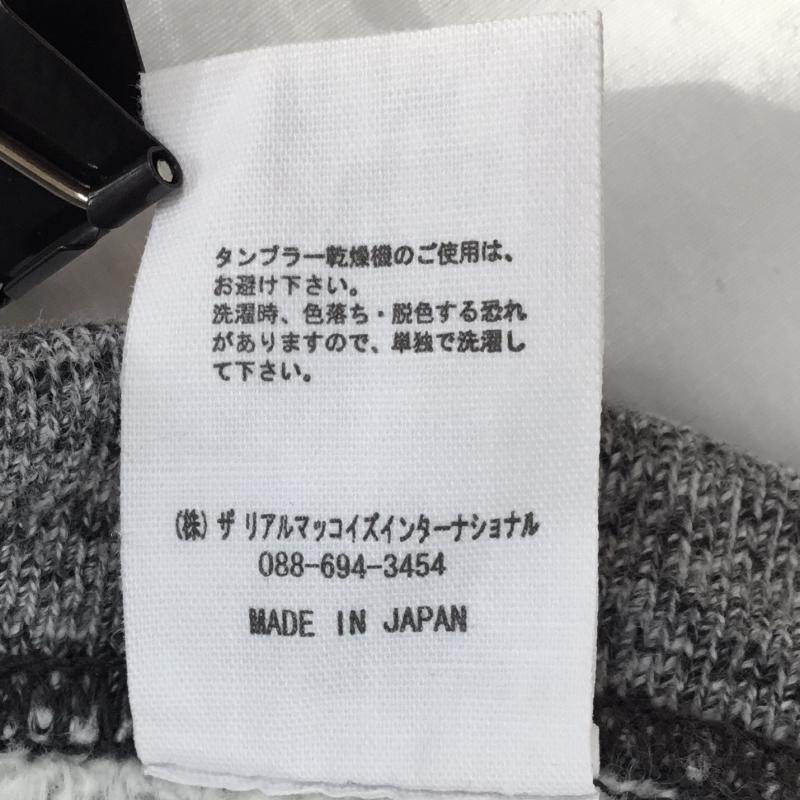 タンブラー乾燥機のご使用は、
お避け下さい。
洗濯時、色落ち・脱色する恐れ
がありますので、単独で洗濯し
て下さい。
(株)ザ リアルマッコイズインターナショナル
088-694-3454
MADE IN JAPAN